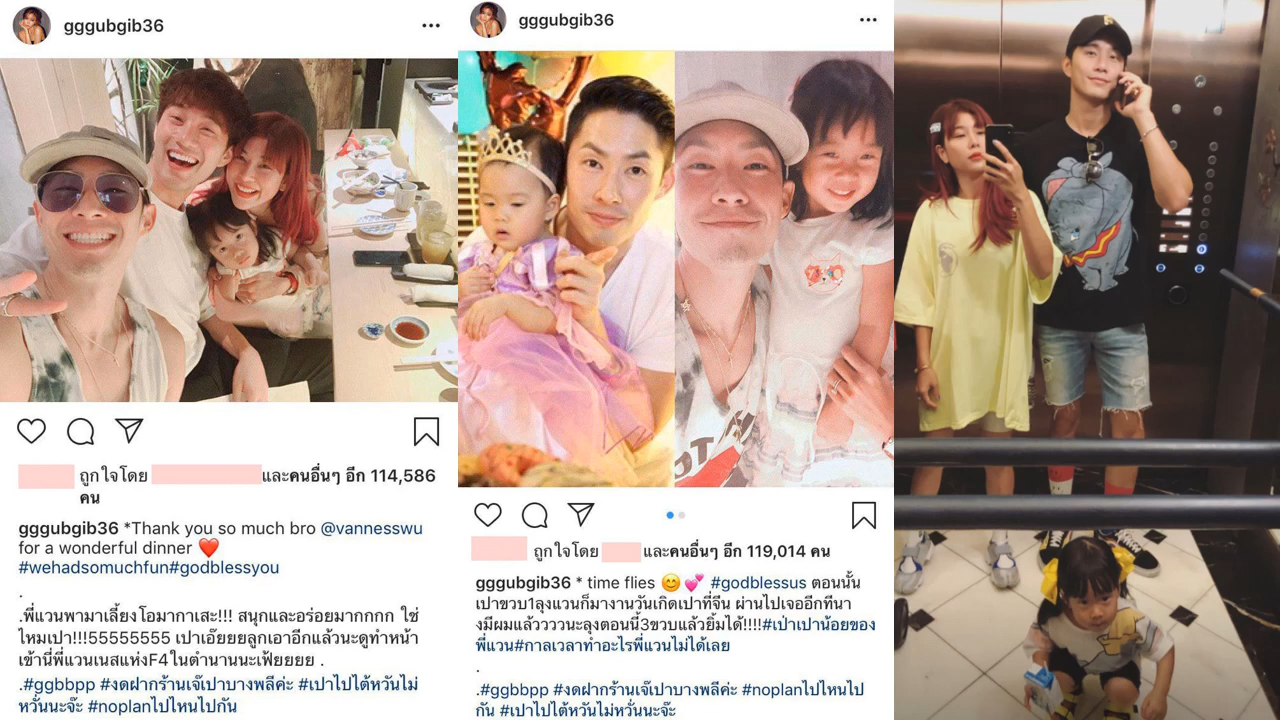 gggubgib36
ถูกใจโดย และคนอื่นๆ อีก 114,586
คน
gggubgib36 *Thank you so much bro @vannesswu
for a wonderful dinner ❤️
#wehadsomuchfun#godblessyou
.
.พี่แวนพามาเลี้ยงโอมากาเสะ!!! สนุกและอร่อยมากกกก ใช่
ไหมเปา!!!55555555 เปาเอ๊ยยยลูกเอาอีกแล้วนะดูทำหน้า
เข้านี่พี่แวนเนสแห่งF4ในตำนานนะเฟ้ยยยย .
.#ggbbpp #งดฝากร้านเจ๊เปาบางพลีค่ะ #เปาไปไต้หวันไม่
หวั่นนะจ๊ะ #noplanไปไหนไปกัน
gggubgib36
ถูกใจโดย และคนอื่นๆ อีก 119,014 คน
gggubgib36 * time flies 😊💕 #godblessus ตอนนั้น
เปาขวบ1ลุงแวนก็มางานวันเกิดเปาที่จีน ผ่านไปเจออีกทีนา
งมีผมแล้ววววนะลุงตอนนี้3ขวบแล้วยิ้มได้!!!!#เป่าเปาน้อยของ
พี่แวน#กาลเวลาทำอะไรพี่แวนไม่ได้เลย
.
.#ggbbpp #งดฝากร้านเจ๊เปาบางพลีค่ะ #noplanไปไหนไป
กัน #เปาไปไต้หวันไม่หวั่นนะจ๊ะ